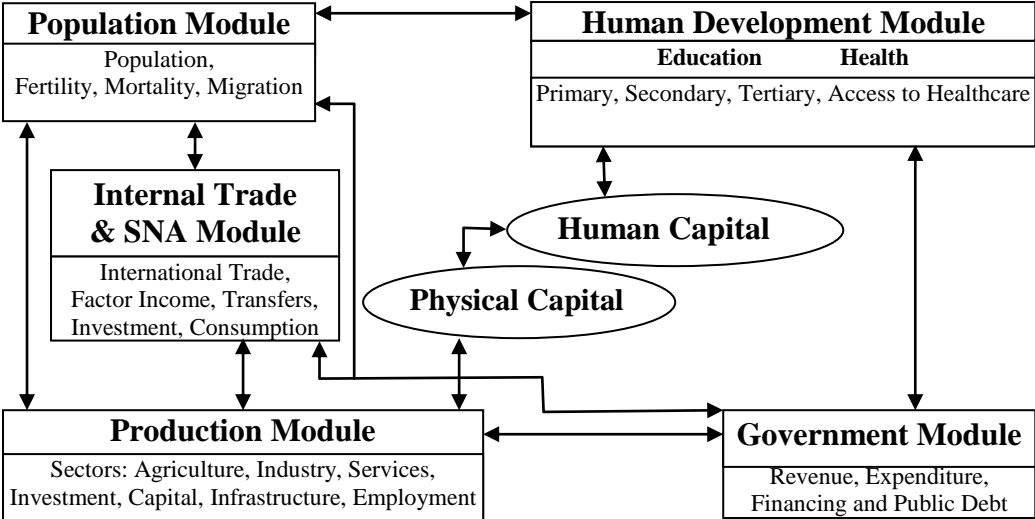 Population Module
Population,
Fertility, Mortality, Migration
Human Development Module
Education Health
Primary, Secondary, Tertiary, Access to Healthcare
Internal Trade
& SNA Module
International Trade,
Factor Income, Transfers,
Investment, Consumption
Human Capital
Physical Capital
Production Module
Sectors: Agriculture, Industry, Services,
Investment, Capital, Infrastructure, Employment
Government Module
Revenue, Expenditure,
Financing and Public Debt